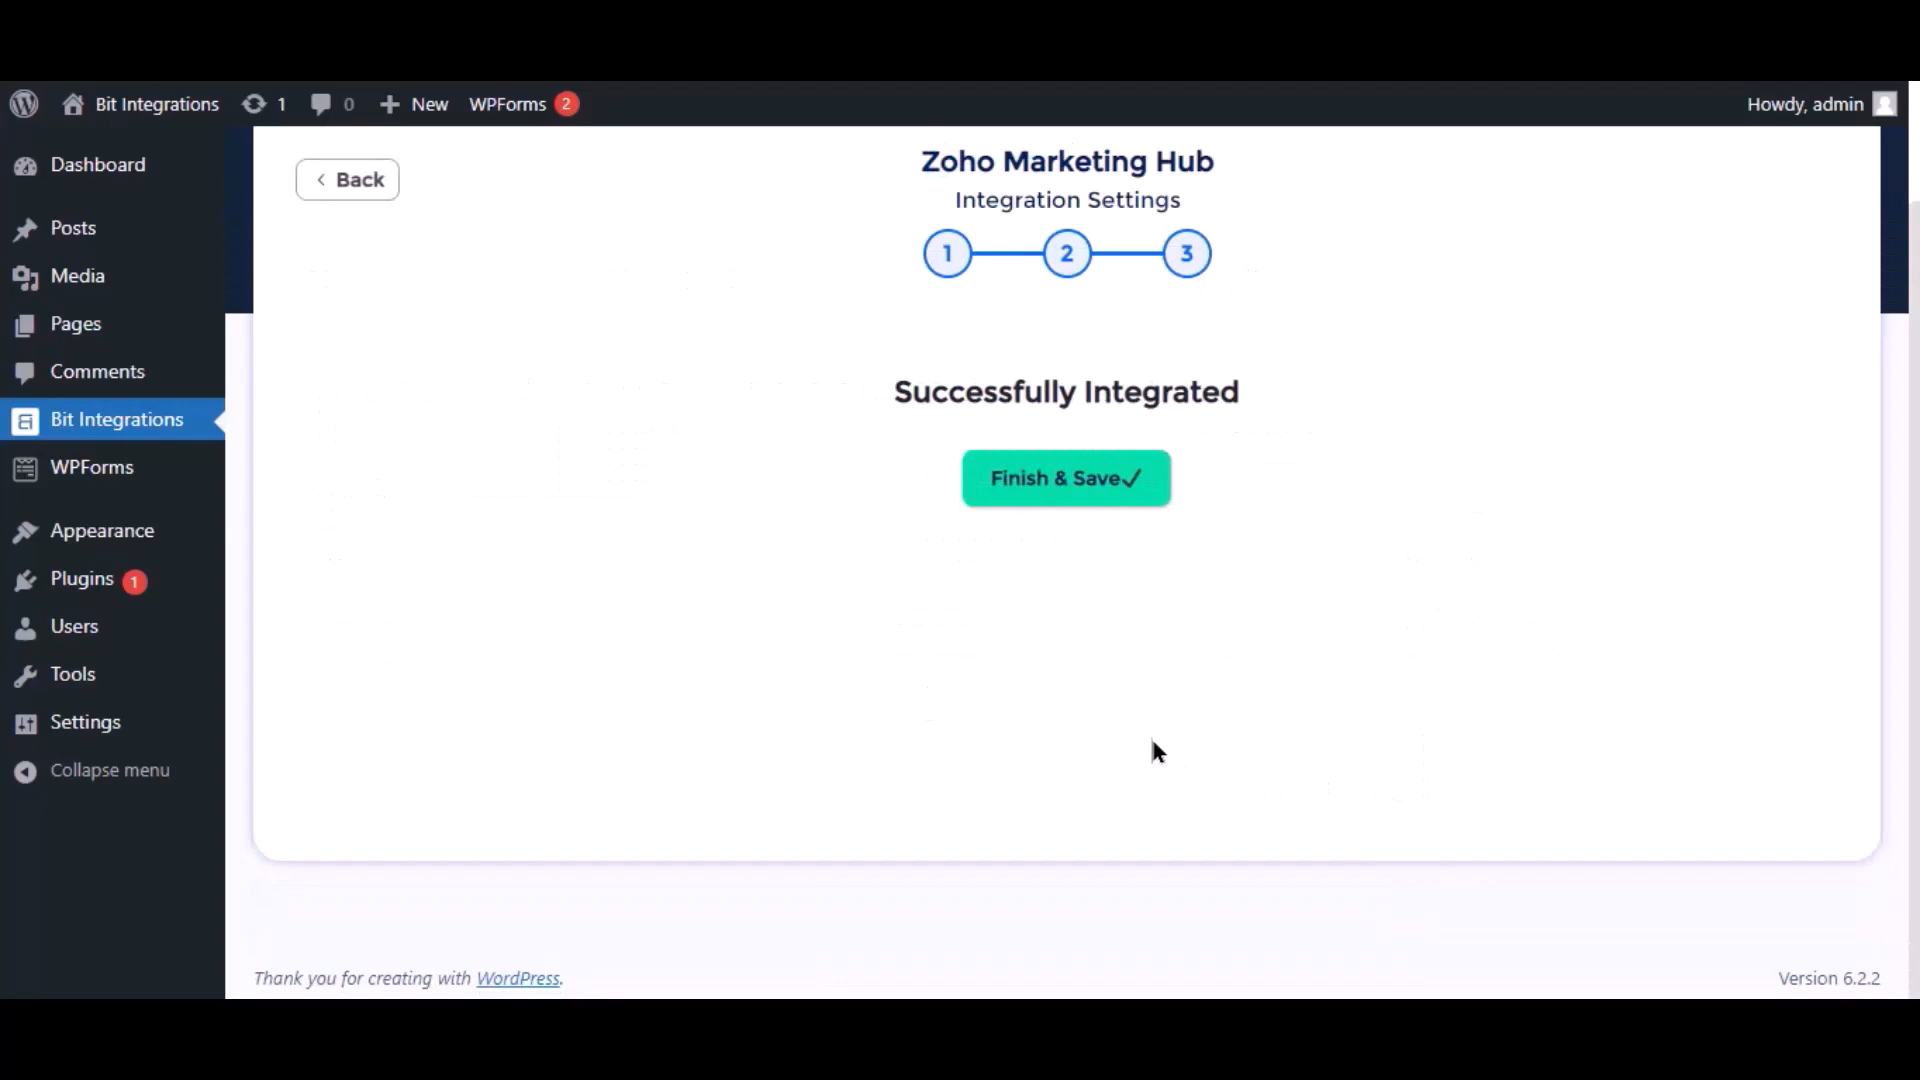 Bit Integrations 1 0 New WPForms 2 Howdy, admin
Dashboard
Posts
Media
Pages
Comments
Bit Integrations
WPForms
Appearance
Plugins 1
Users
Tools
Settings
Collapse menu
Back
Zoho Marketing Hub
Integration Settings
1 2 3
Successfully Integrated
Finish & Save✓
Thank you for creating with WordPress.
Version 6.2.2